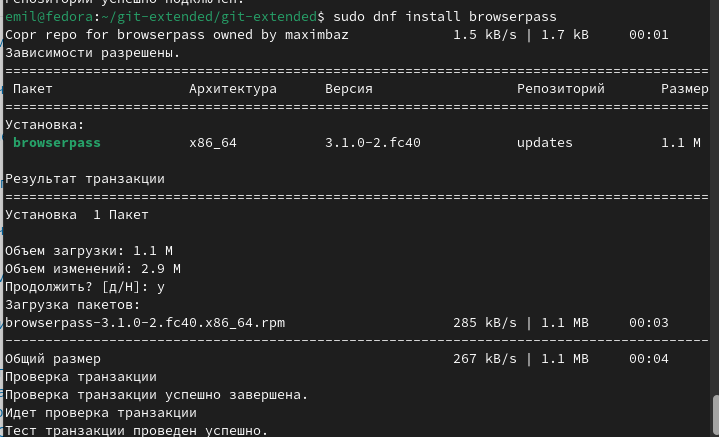 Репозиторий успешно подключен.
emil@fedora:~/git-extended/git-extended$ sudo dnf install browserpass
Copr repo for browserpass owned by maximbaz 1.5 kB/s | 1.7 kB 00:01
Зависимости разрешены.
================================================================================
Пакет Архитектура Версия Репозиторий Размер
================================================================================
Установка:
browserpass x86_64 3.1.0-2.fc40 updates 1.1 M
Результат транзакции
================================================================================
Установка 1 Пакет
Объем загрузки: 1.1 M
Объем изменений: 2.9 M
Продолжить? [д/Н]: y
Загрузка пакетов:
browserpass-3.1.0-2.fc40.x86_64.rpm 285 kB/s | 1.1 MB 00:03
--------------------------------------------------------------------------------
Общий размер 267 kB/s | 1.1 MB 00:04
Проверка транзакции
Проверка транзакции успешно завершена.
Идет проверка транзакции
Тест транзакции проведен успешно.